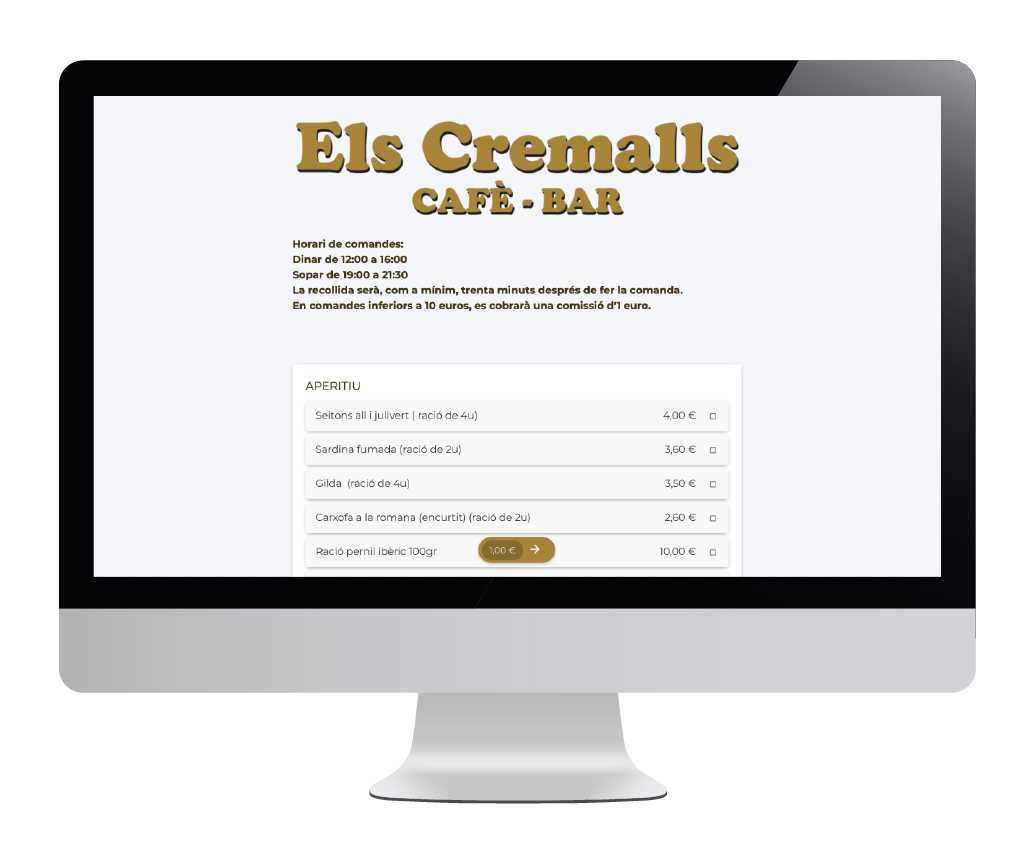 Els Cremalls
CAFÈ - BAR
Horari de comandes:
Dinar de 12:00 a 16:00
Sopar de 19:00 a 21:30
La recollida serà, com a mínim, trenta minuts després de fer la comanda.
En comandes inferiors a 10 euros, es cobrarà una comissió d'1 euro.
APERITIU
Seitons all i julivert ( ració de 4u) 4,00 €
Sardina fumada (ració de 2u) 3,60 €
Gilda (ració de 4u) 3,50 €
Carxofa a la romana (encurtit) (ració de 2u) 2,60 €
Ració pernil ibèric 100gr 10,00 €
1,00 € →